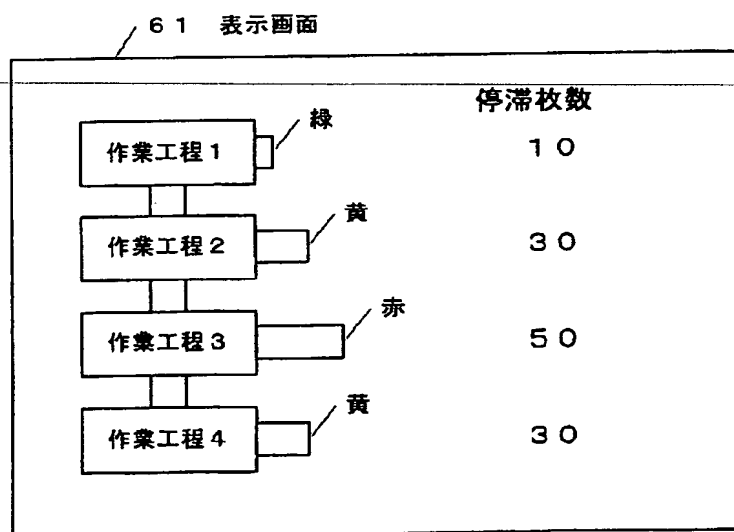 ６１ 表示画面
停滞枚数
作業工程１ 緑 １０
作業工程２ 黄 ３０
作業工程３ 赤 ５０
作業工程４ 黄 ３０